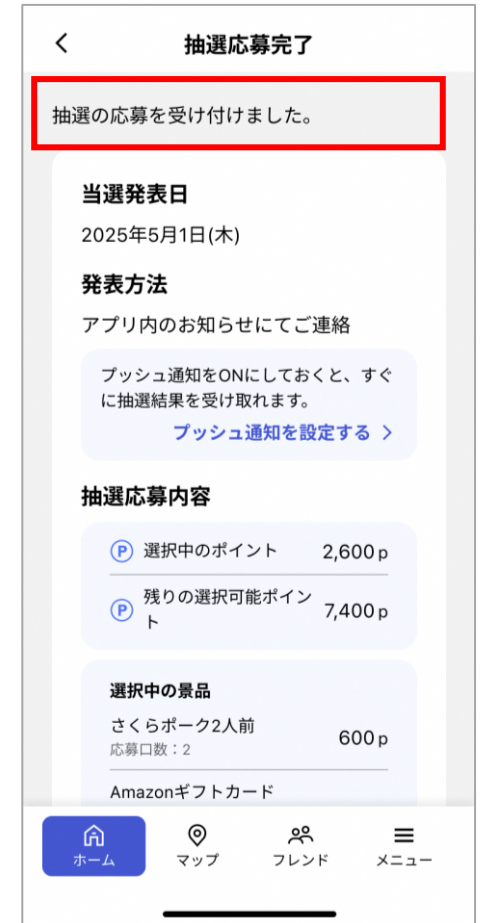 抽選応募完了
抽選の応募を受け付けました。
当選発表日
2025年5月1日(木)
発表方法
アプリ内のお知らせにてご連絡
プッシュ通知をONにしておくと、すぐ
に抽選結果を受け取れます。
プッシュ通知を設定する
抽選応募内容
P 選択中のポイント 2,600 p
P 残りの選択可能ポイン
ト 7,400 p
選択中の景品
さくらポーク2人前 600 p
応募口数：2
Amazonギフトカード
ホーム マップ フレンド メニュー